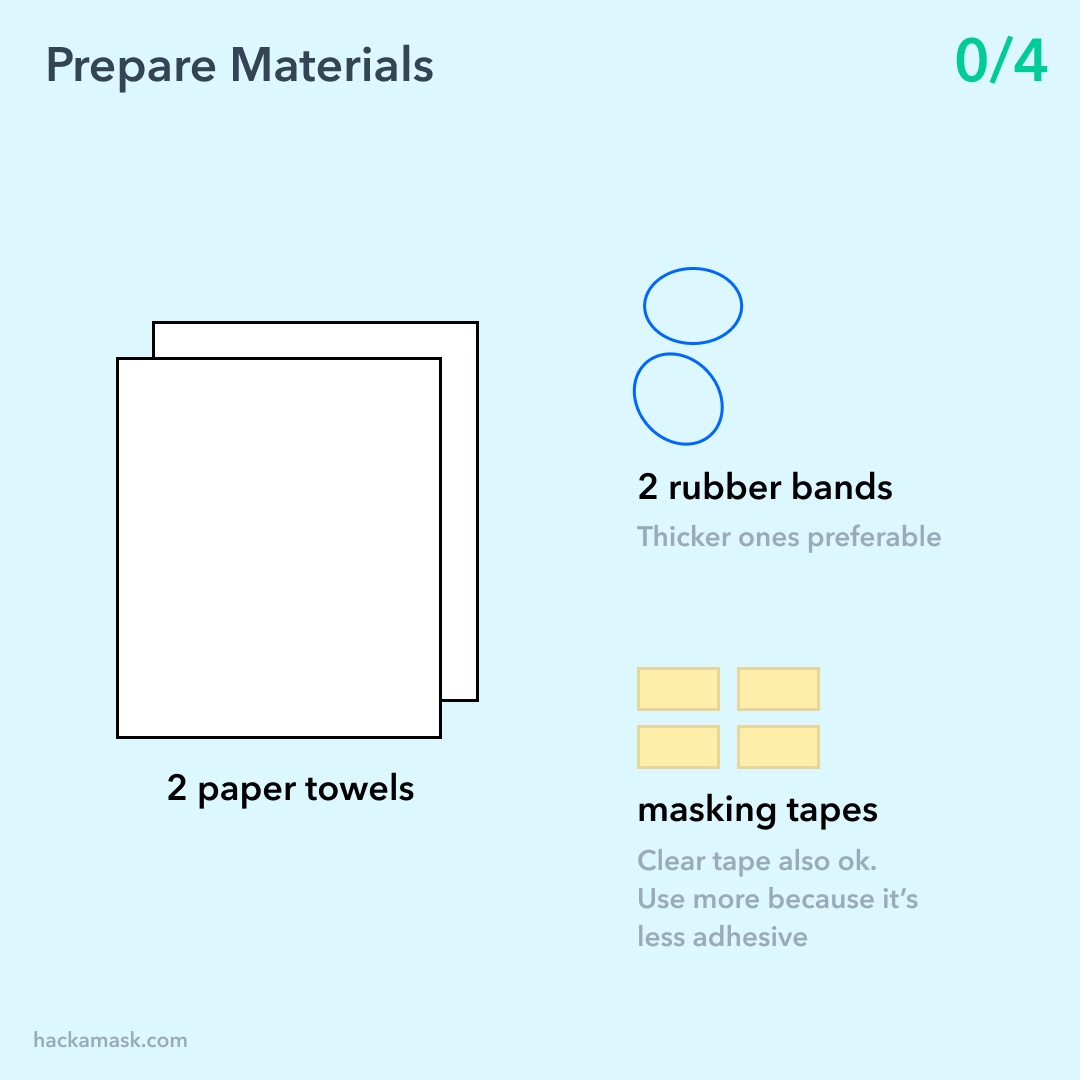 Prepare Materials
0/4
2 paper towels
2 rubber bands
Thicker ones preferable
masking tapes
Clear tape also ok.
Use more because it’s
less adhesive
hackamask.com